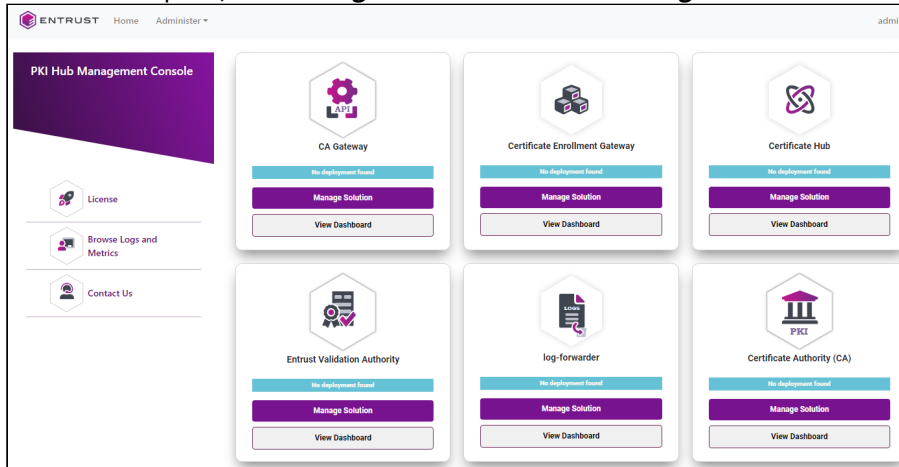 ENTRUST Home Administer
PKI Hub Management Console
License
Browse Logs and
Metrics
Contact Us
API
CA Gateway
No deployment found
Manage Solution
View Dashboard
Certificate Enrollment Gateway
No deployment found
Manage Solution
View Dashboard
Certificate Hub
No deployment found
Manage Solution
View Dashboard
Entrust Validation Authority
No deployment found
Manage Solution
View Dashboard
LOGS
log-forwarder
No deployment found
Manage Solution
View Dashboard
PKI
Certificate Authority (CA)
No deployment found
Manage Solution
View Dashboard